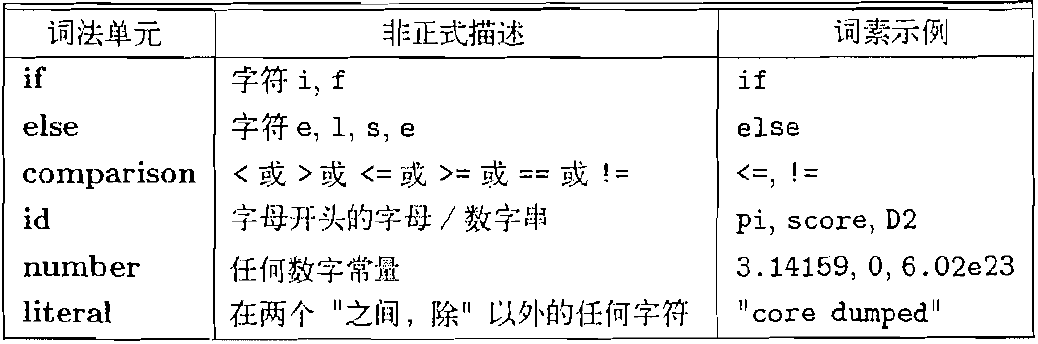 词法单元 非正式描述 词素示例
if 字符 i, f if
else 字符 e, l, s, e else
comparison < 或 > 或 <= 或 >= 或 == 或 != <=, !=
id 字母开头的字母 / 数字串 pi, score, D2
number 任何数字常量 3.14159, 0, 6.02e23
literal 在两个 "之间，除" 以外的任何字符 "core dumped"